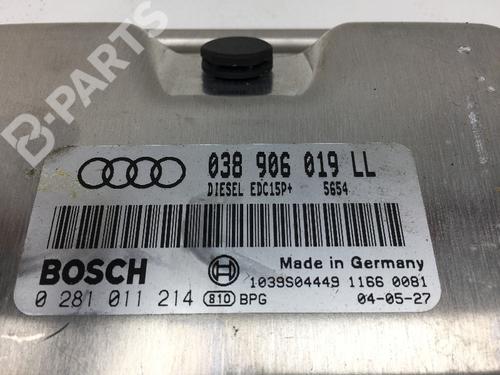 B-PARTS
038 906 019 LL
DIESEL EDC15P+ 5654
BOSCH
Made in Germany
1039S04449 1166 0081
0 281 011 214 810 BPG
04-05-27